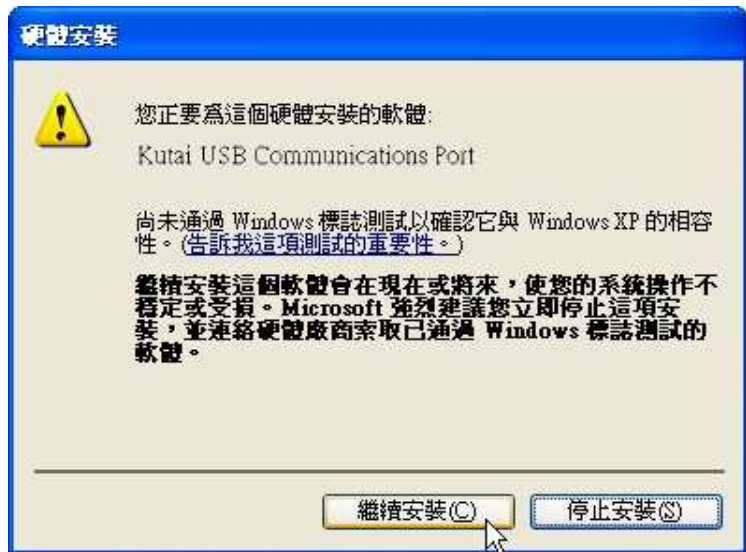 硬體安裝
您正要為這個硬體安裝的軟體:
Kutai USB Communications Port
尚未通過 Windows 標誌測試以確認它與 Windows XP 的相容
性。(告訴我這項測試的重要性。)
繼續安裝這個軟體會在現在或將來，使您的系統操作不
穩定或受損。Microsoft 強烈建議您立即停止這項安
裝，並連絡硬體廠商索取已通過 Windows 標誌測試的
軟體。
繼續安裝(C)
停止安裝(S)